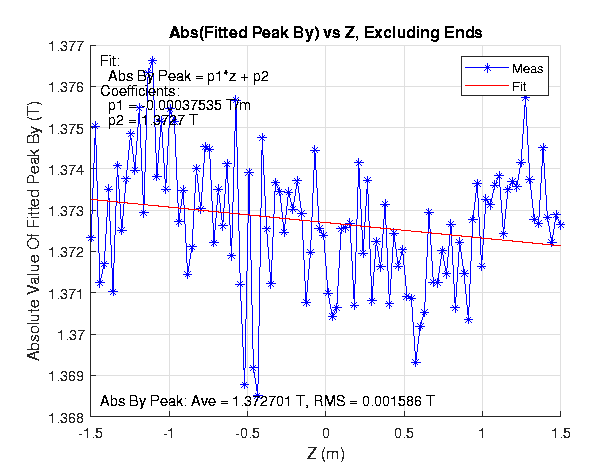 Abs(Fitted Peak By) vs Z, Excluding Ends
Absolute Value Of Fitted Peak By (T)
1.377
1.376
1.375
1.374
1.373
1.372
1.371
1.37
1.369
1.368
Fit:
Abs By Peak = p1*z + p2
Coefficients:
p1 = -0.00037535 T/m
p2 = 1.3727 T
Meas
Fit
Abs By Peak: Ave = 1.372701 T, RMS = 0.001586 T
-1.5
-1
-0.5
0
0.5
1
1.5
Z (m)